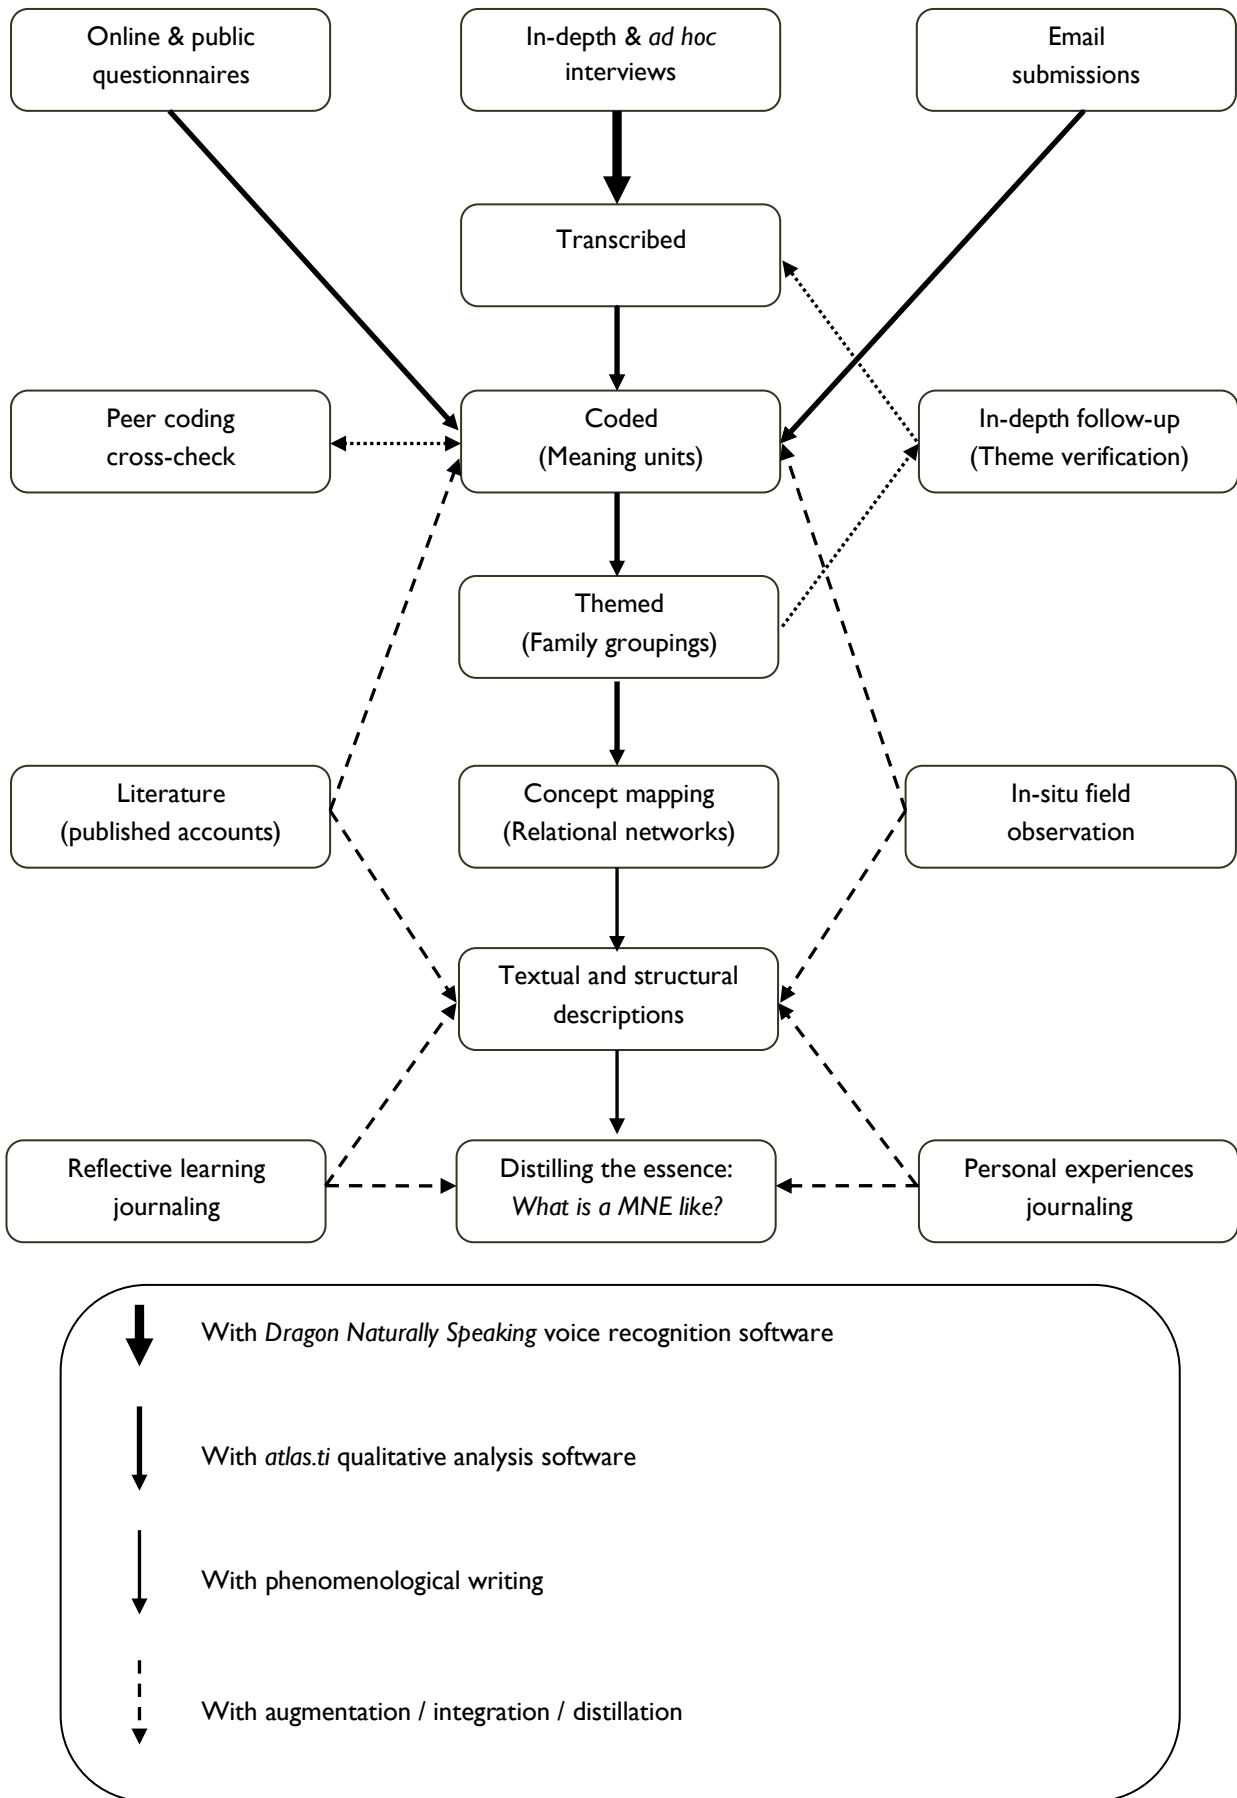 Online & public
questionnaires
In-depth & ad hoc
interviews
Email
submissions
Transcribed
Peer coding
cross-check
Coded
(Meaning units)
In-depth follow-up
(Theme verification)
Themed
(Family groupings)
Literature
(published accounts)
Concept mapping
(Relational networks)
In-situ field
observation
Textual and structural
descriptions
Reflective learning
journaling
Distilling the essence:
What is a MNE like?
Personal experiences
journaling
With Dragon Naturally Speaking voice recognition software
With atlas.ti qualitative analysis software
With phenomenological writing
With augmentation / integration / distillation